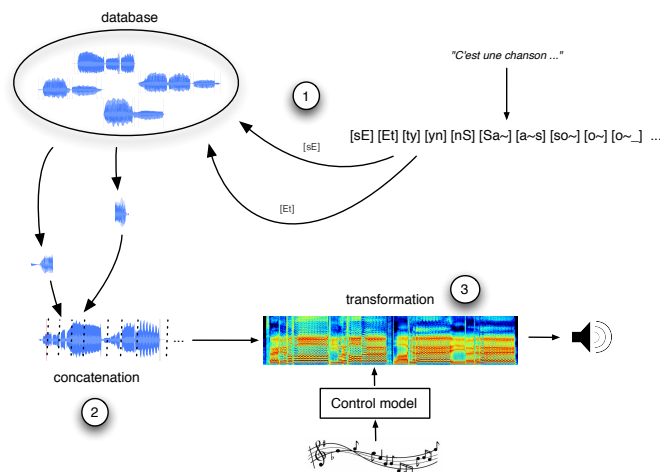 database
"C'est une chanson ..."
1
[sE] [Et] [ty] [yn] [nS] [Sa~] [a~s] [so~] [o~] [o~_] ...
[sE]
[Et]
transformation
3
...
concatenation
2
Control model